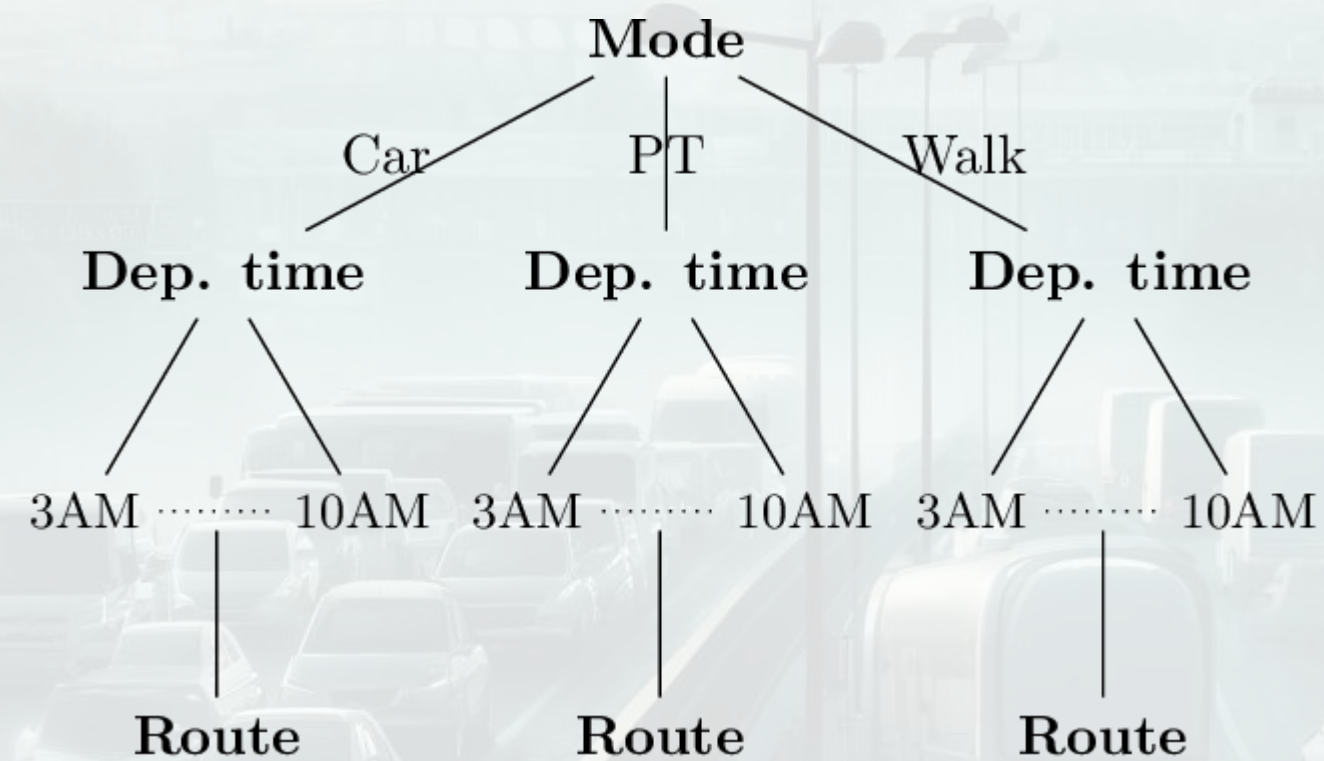 Mode
Car PT Walk
Dep. time Dep. time Dep. time
3AM ......... 10AM 3AM ......... 10AM 3AM ......... 10AM
Route Route Route